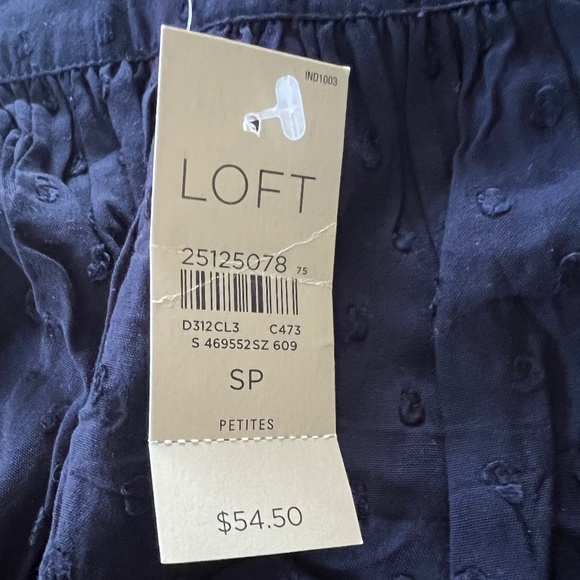 IND1003
LOFT
25125078 75
D312CL3 C473
S 469552SZ 609
SP
PETITES
$54.50